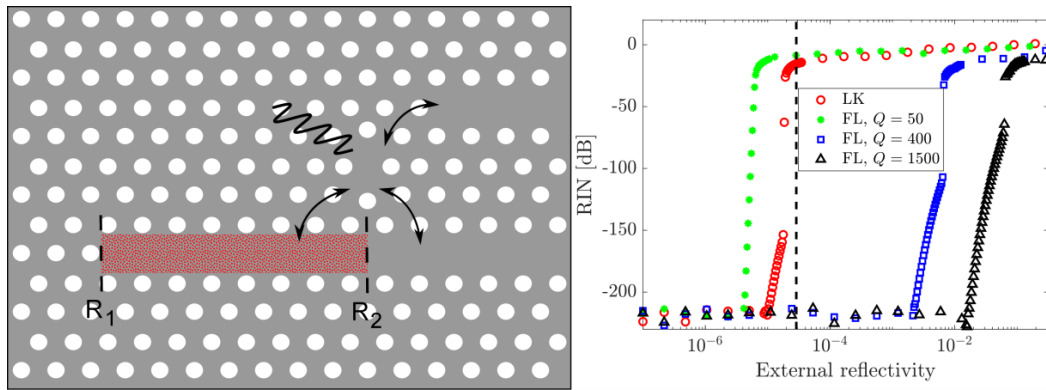 R₁
R₂
RIN [dB]
0
-50
-100
-150
-200
10⁻⁶
10⁻⁴
10⁻²
External reflectivity
LK
FL, Q = 50
FL, Q = 400
FL, Q = 1500